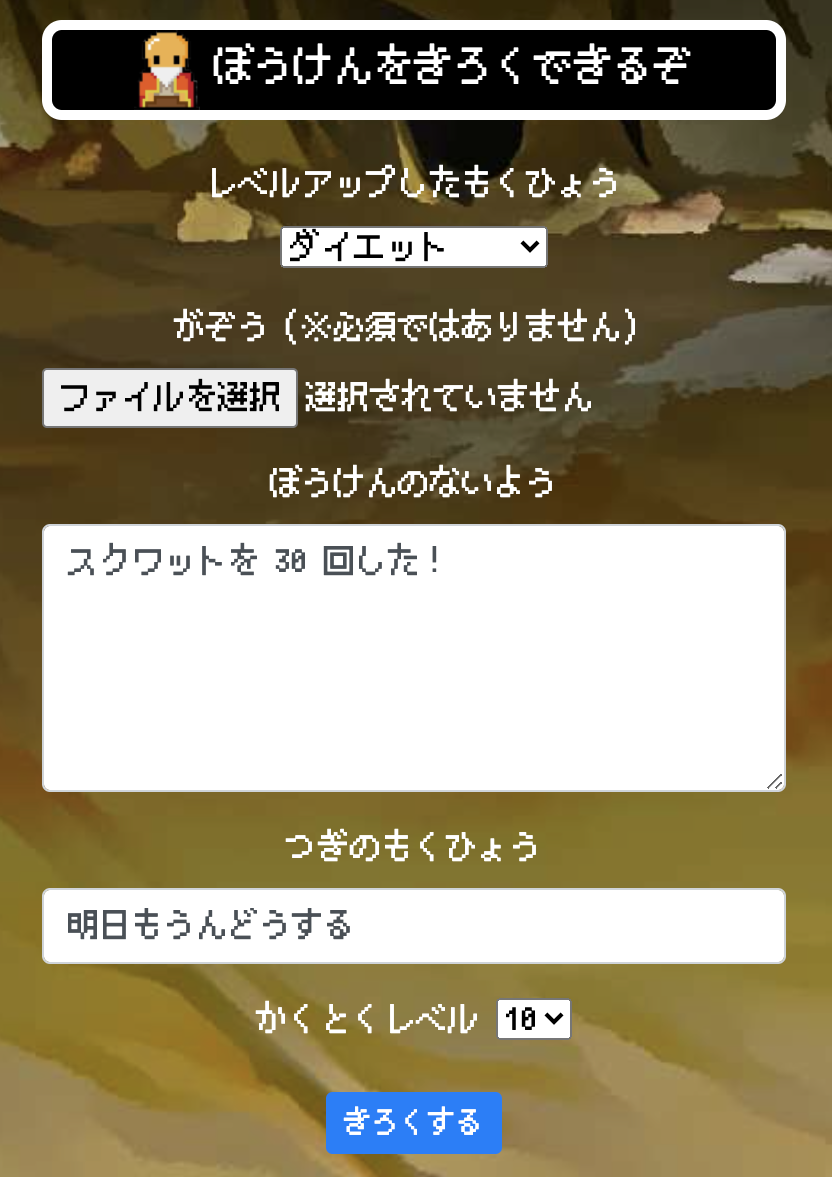 ぼうけんをきろくできるぞ
レベルアップしたもくひょう
ダイエット
がぞう（※必須ではありません）
ファイルを選択 選択されていません
ぼうけんのないよう
スクワットを 30 回した！
つぎのもくひょう
明日もうんどうする
かくとくレベル 10
きろくする